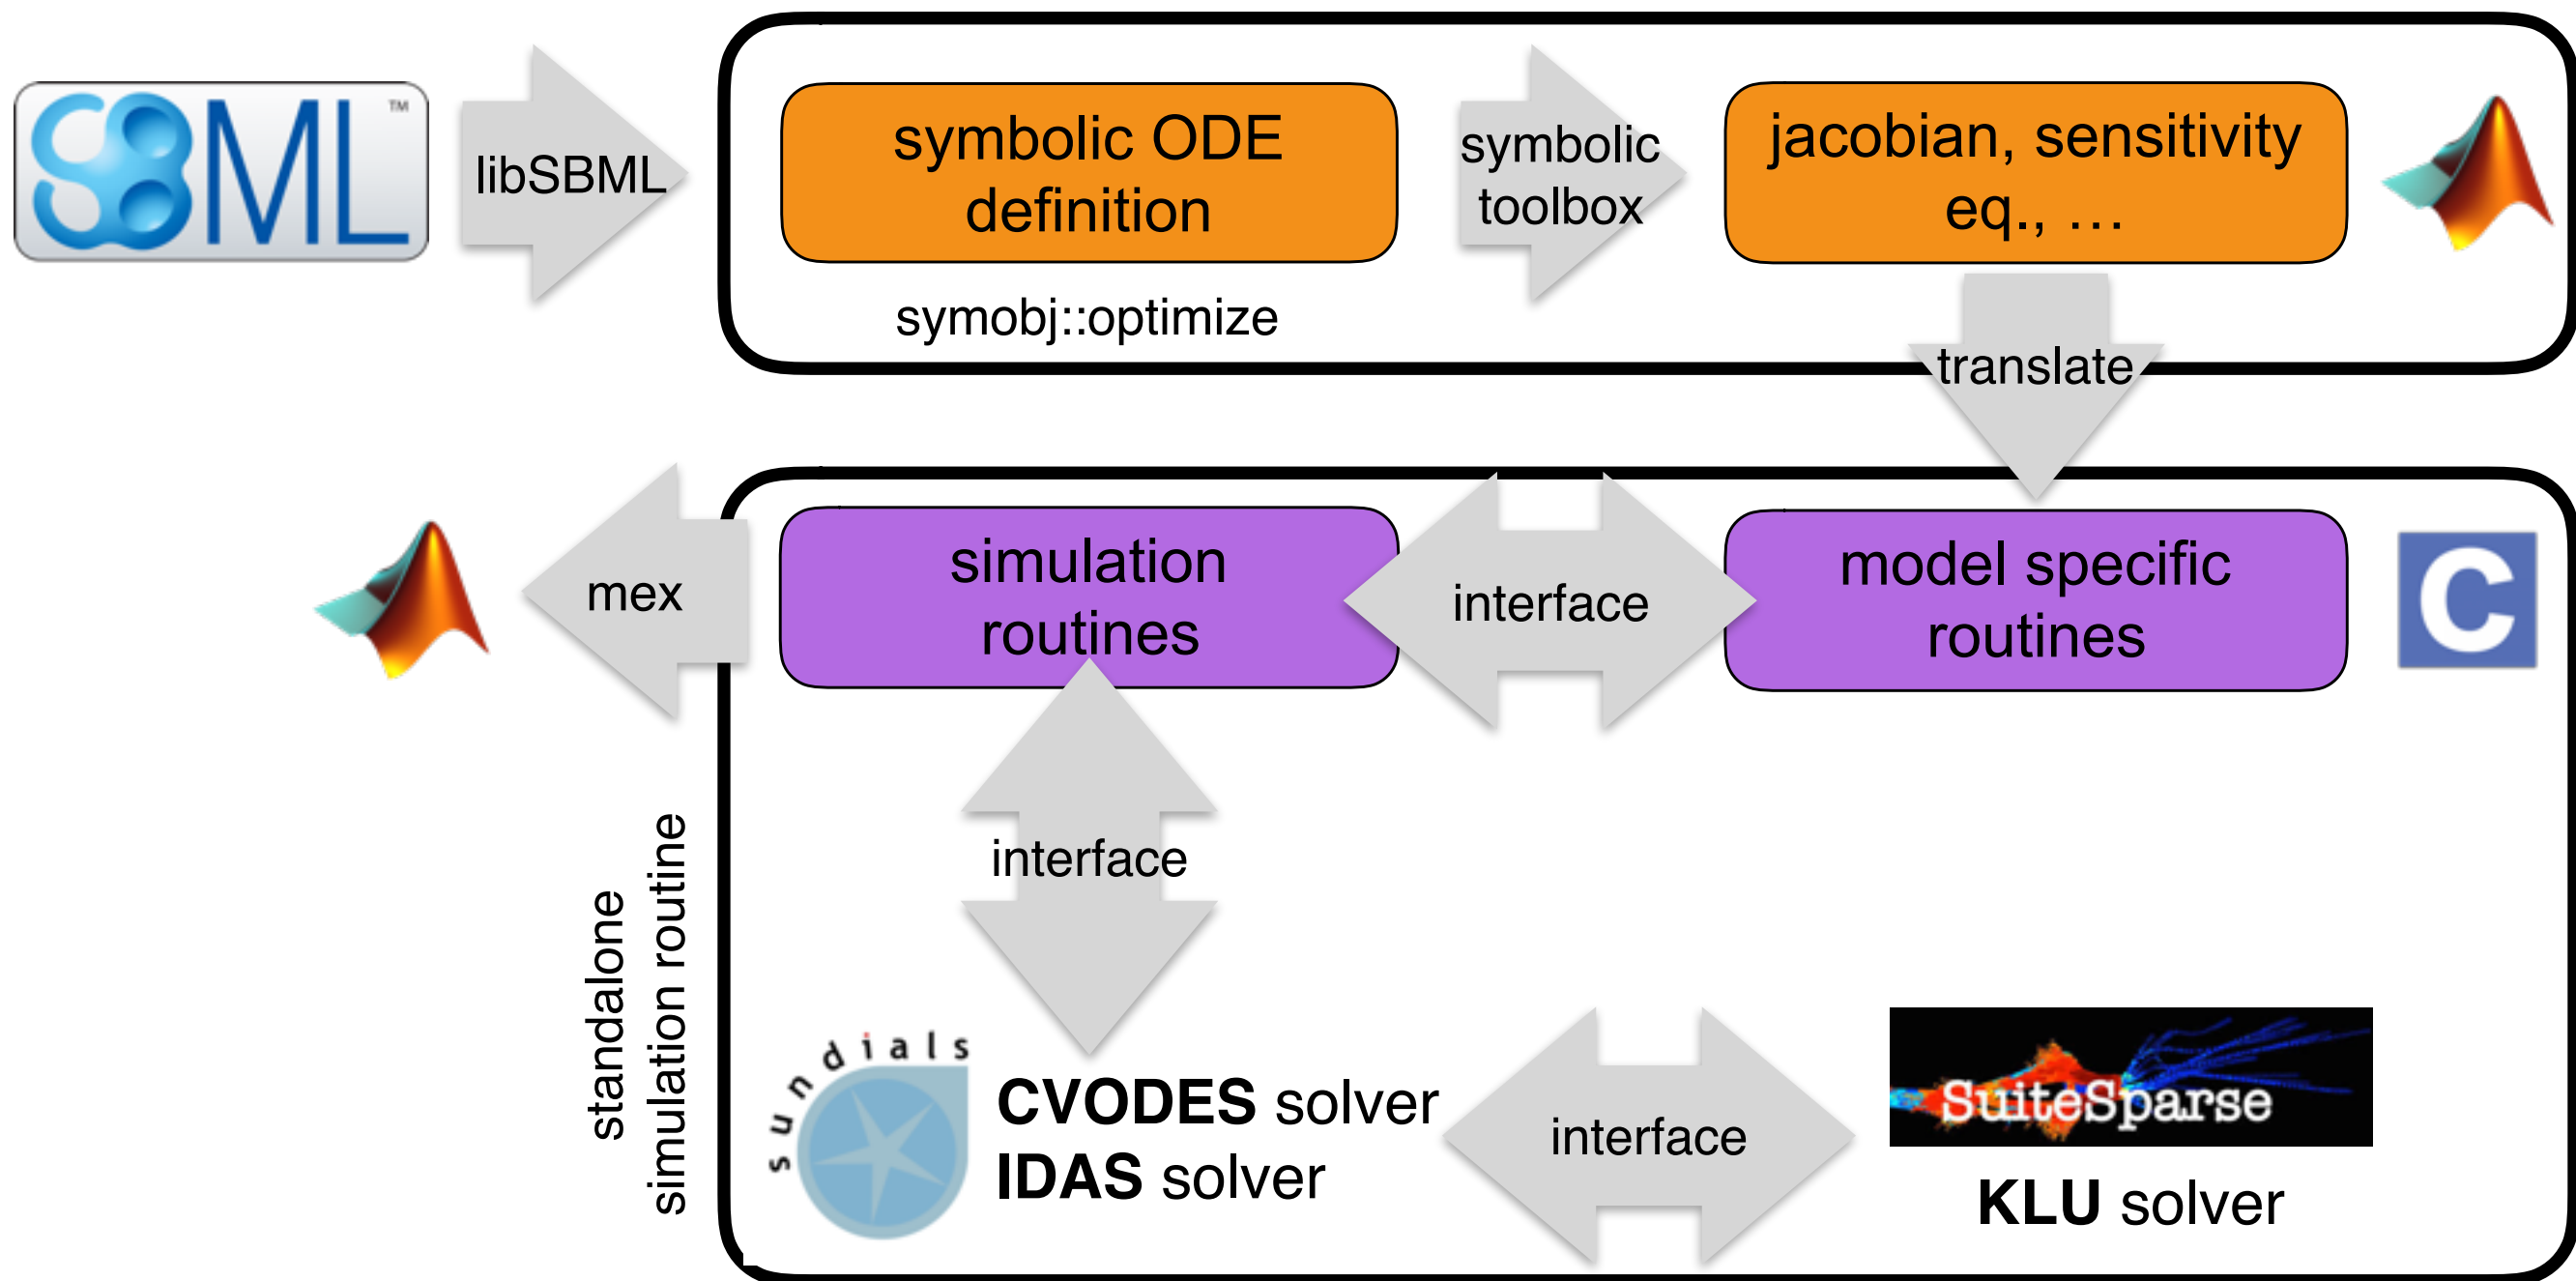 SBML™
libSBML
symbolic ODE
definition
symobj::optimize
symbolic
toolbox
jacobian, sensitivity
eq., …
translate
mex
simulation
routines
interface
model specific
routines
C
interface
standalone
simulation routine
sundials
CVODES solver
IDAS solver
interface
SuiteSparse
KLU solver